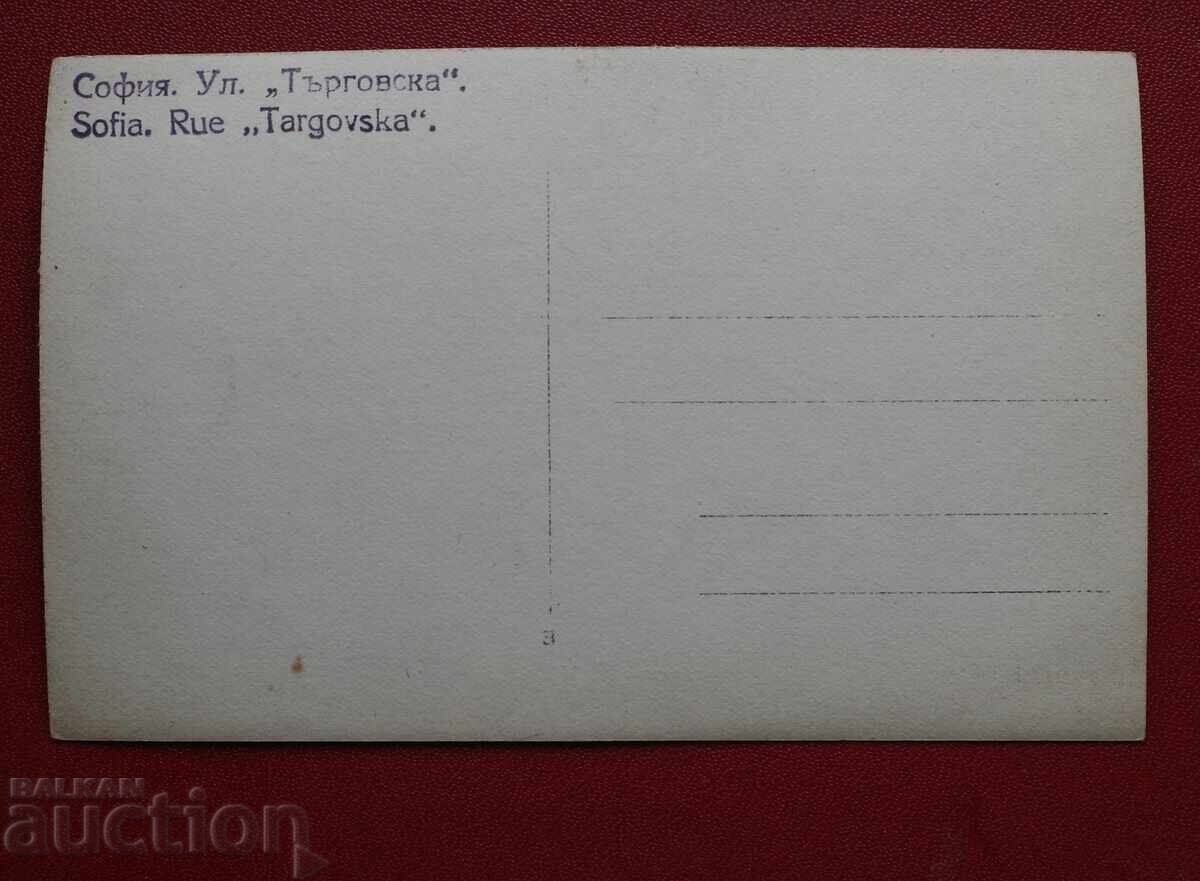 София. Ул. „Търговска“.
Sofia. Rue „Targovska“.
3
BALKAN
auction